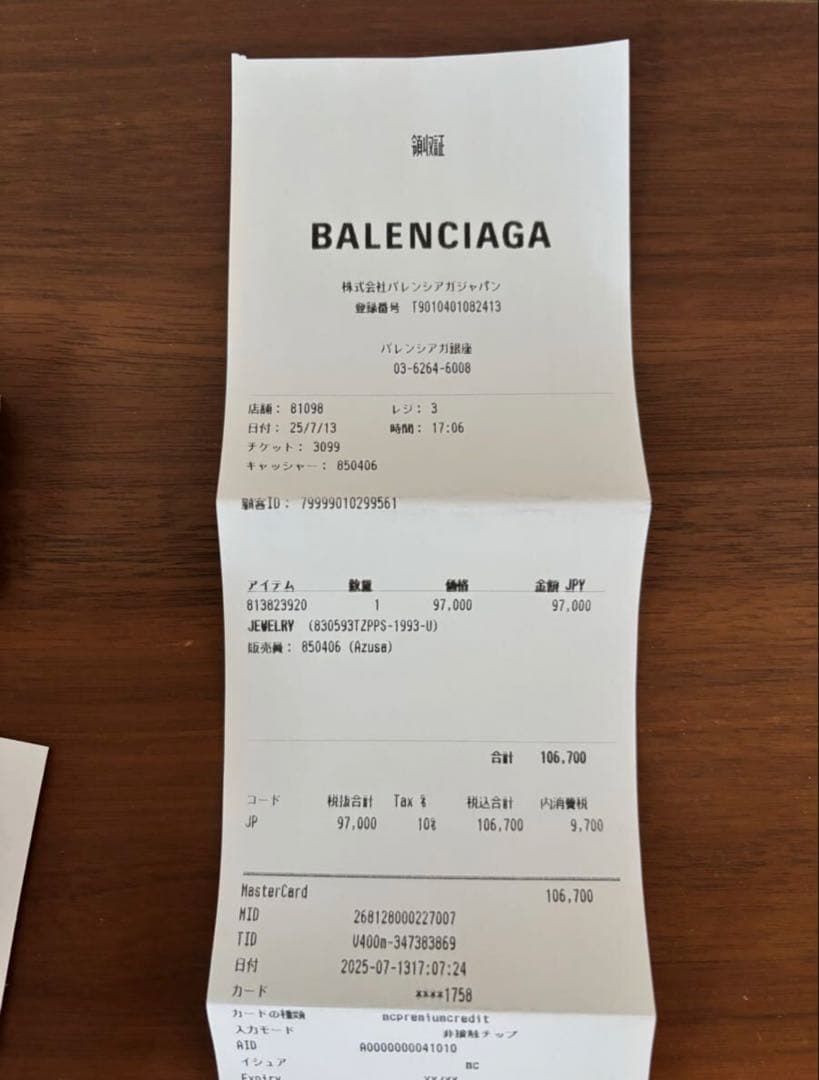 領収証
BALENCIAGA
株式会社バレンシアガジャパン
登録番号 T9010401082413
バレンシアガ銀座
03-6264-6008
店舗: 81098 レジ: 3
日付: 25/7/13 時間: 17:06
チケット: 3099
キャッシャー: 850406
顧客ID: 79999010299561
アイテム 数量 価格 金額 JPY
813823920 1 97,000 97,000
JEWELRY (830593TZPPS-1993-U)
販売員: 850406 (Azusa)
合計 106,700
コード 税抜合計 Tax % 税込合計 内消費税
JP 97,000 10% 106,700 9,700
MasterCard 106,700
MID 268128000227007
TID V400m-347383869
日付 2025-07-1317:07:24
カード ****1758
カードの種類 mcpremiumcredit
入力モード 非接触チップ
AID A0000000041010
イシュア mc
Expiry xx/xx